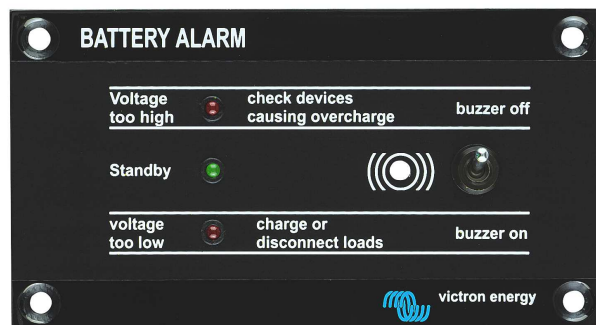 BATTERY ALARM
Voltage
too high
check devices
causing overcharge
buzzer off
Standby
voltage
too low
charge or
disconnect loads
buzzer on
victron energy